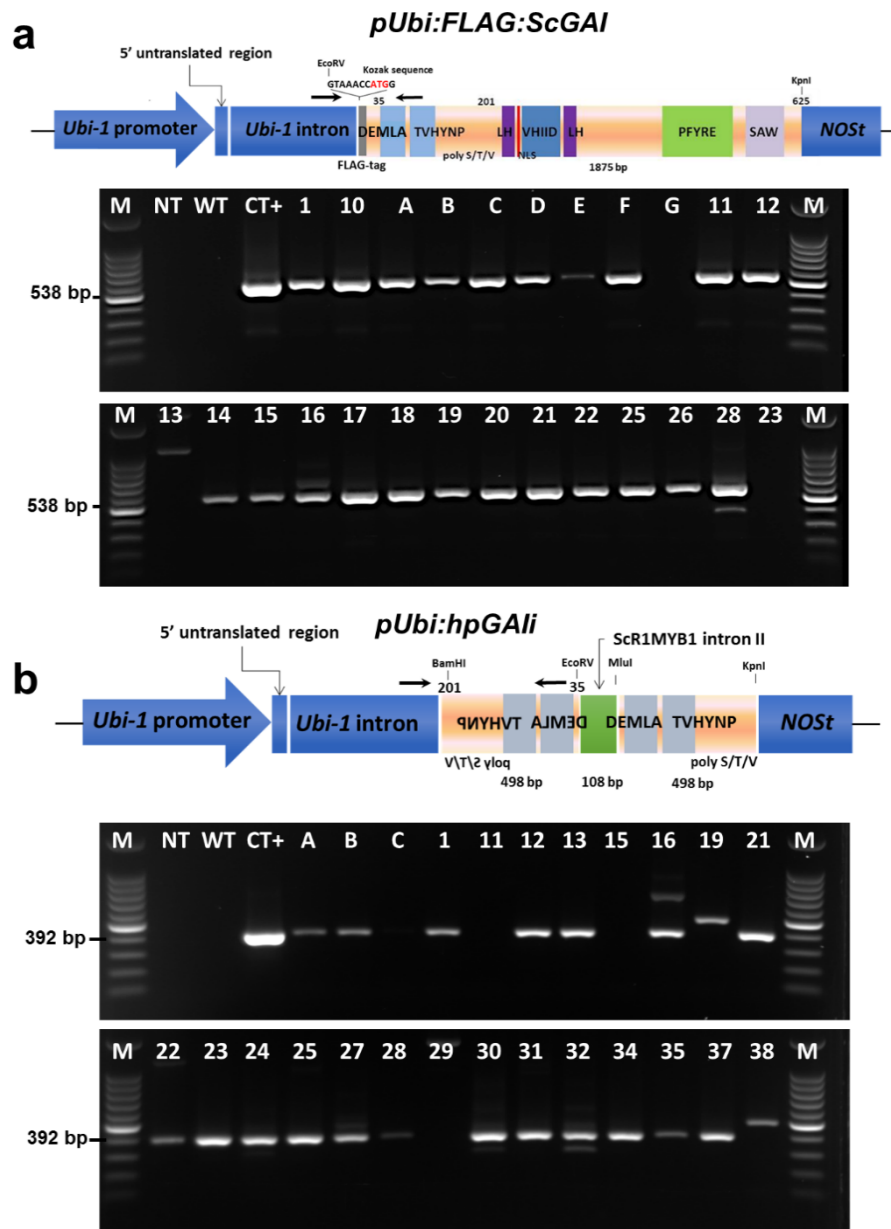 a
pUbi:FLAG:ScGAI
5' untranslated region
EcoRV
Kozak sequence
GTAAACCATGG
KpnI
35
201
625
Ubi-1 promoter
Ubi-1 intron
DEMLA
TVHYNP
LH
VHIID
LH
PFYRE
SAW
NOSt
FLAG-tag
poly S/T/V
NLS
1875 bp
M NT WT CT+ 1 10 A B C D E F G 11 12 M
538 bp
M 13 14 15 16 17 18 19 20 21 22 25 26 28 23 M
538 bp
pUbi:hpGAIi
b
5' untranslated region
ScR1MYB1 intron II
BamHI
EcoRV
MluI
KpnI
201
35
Ubi-1 promoter
Ubi-1 intron
TVHYNP
DEMLA
DEMLA
TVHYNP
NOSt
poly S/T/V
poly S/T/V
498 bp
108 bp
498 bp
M NT WT CT+ A B C 1 11 12 13 15 16 19 21 M
392 bp
M 22 23 24 25 27 28 29 30 31 32 34 35 37 38 M
392 bp